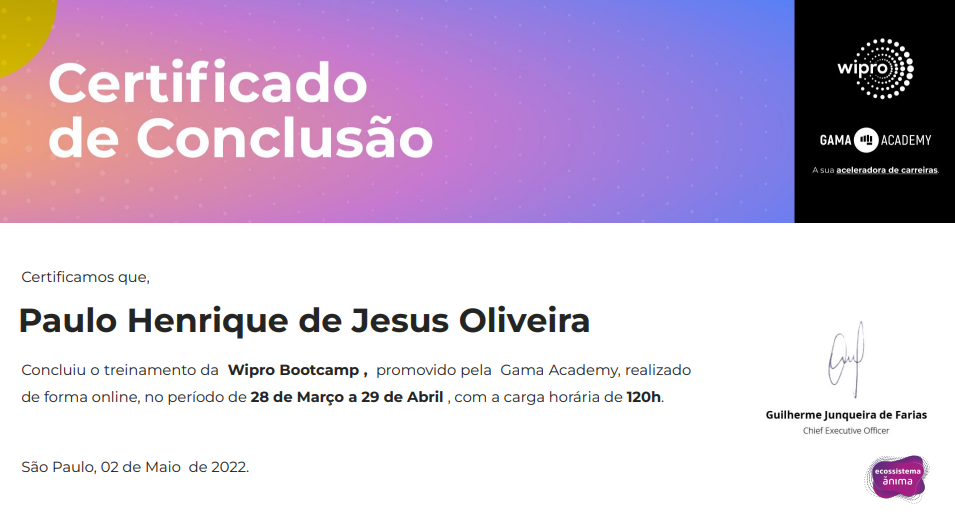 Certificado
de Conclusão
wipro
GAMA ACADEMY
A sua aceleradora de carreiras.
Certificamos que,
Paulo Henrique de Jesus Oliveira
Concluiu o treinamento da Wipro Bootcamp , promovido pela Gama Academy, realizado
de forma online, no período de 28 de Março a 29 de Abril , com a carga horária de 120h.
São Paulo, 02 de Maio de 2022.
Guilherme Junqueira de Farias
Chief Executive Officer
ecossistema
ânima